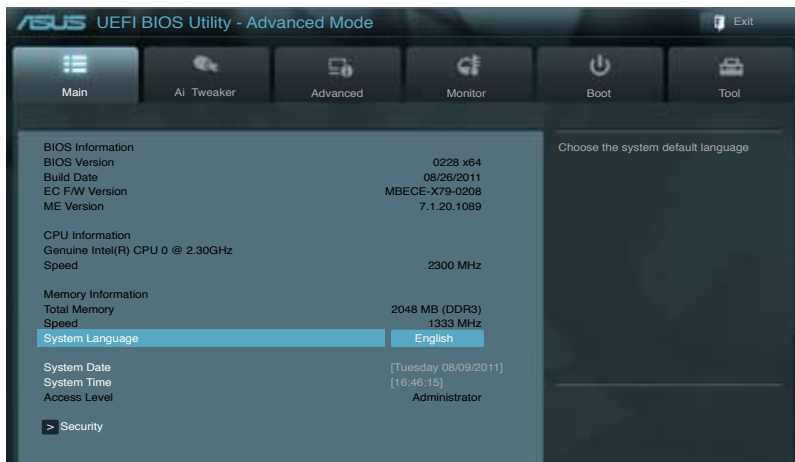 ASUS UEFI BIOS Utility - Advanced Mode
Exit
Main
Ai Tweaker
Advanced
Monitor
Boot
Tool
Choose the system default language
BIOS Information
BIOS Version 0228 x64
Build Date 08/26/2011
EC F/W Version MBECE-X79-0208
ME Version 7.1.20.1089
CPU Information
Genuine Intel(R) CPU 0 @ 2.30GHz
Speed 2300 MHz
Memory Information
Total Memory 2048 MB (DDR3)
Speed 1333 MHz
System Language English
System Date [Tuesday 08/09/2011]
System Time [16:46:15]
Access Level Administrator
> Security